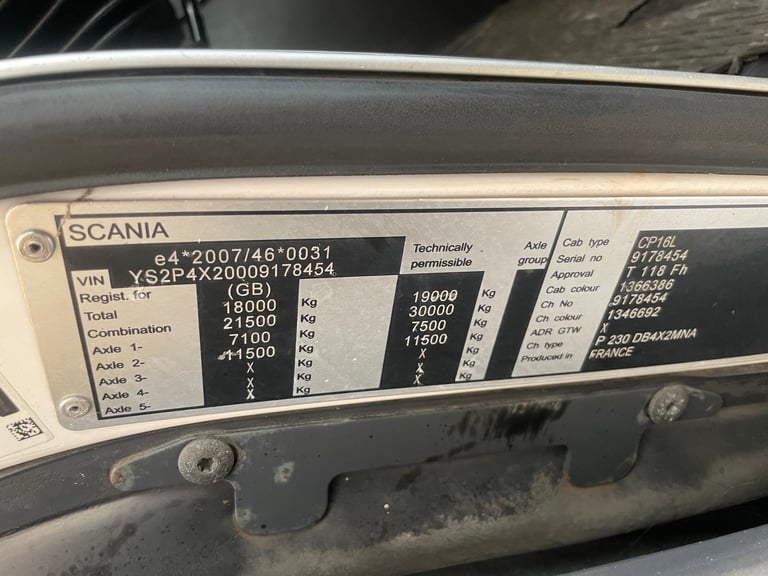 SCANIA
e4*2007/46*0031
VIN YS2P4X20009178454
Technically permissible
Axle group
Regist. for (GB)
Total 18000 Kg 19000 Kg
Combination 21500 Kg 30000 Kg
Axle 1- 7100 Kg 7500 Kg
Axle 2- 11500 Kg 11500 Kg
Axle 3- X Kg X Kg
Axle 4- X Kg X Kg
Axle 5- X Kg X Kg
Cab type CP16L
Serial no 9178454
Approval T 118 Fh
Cab colour 1366386
Ch No 9178454
Ch colour 1346692
ADR GTW X
Ch type P 230 DB4X2MNA
Produced in FRANCE